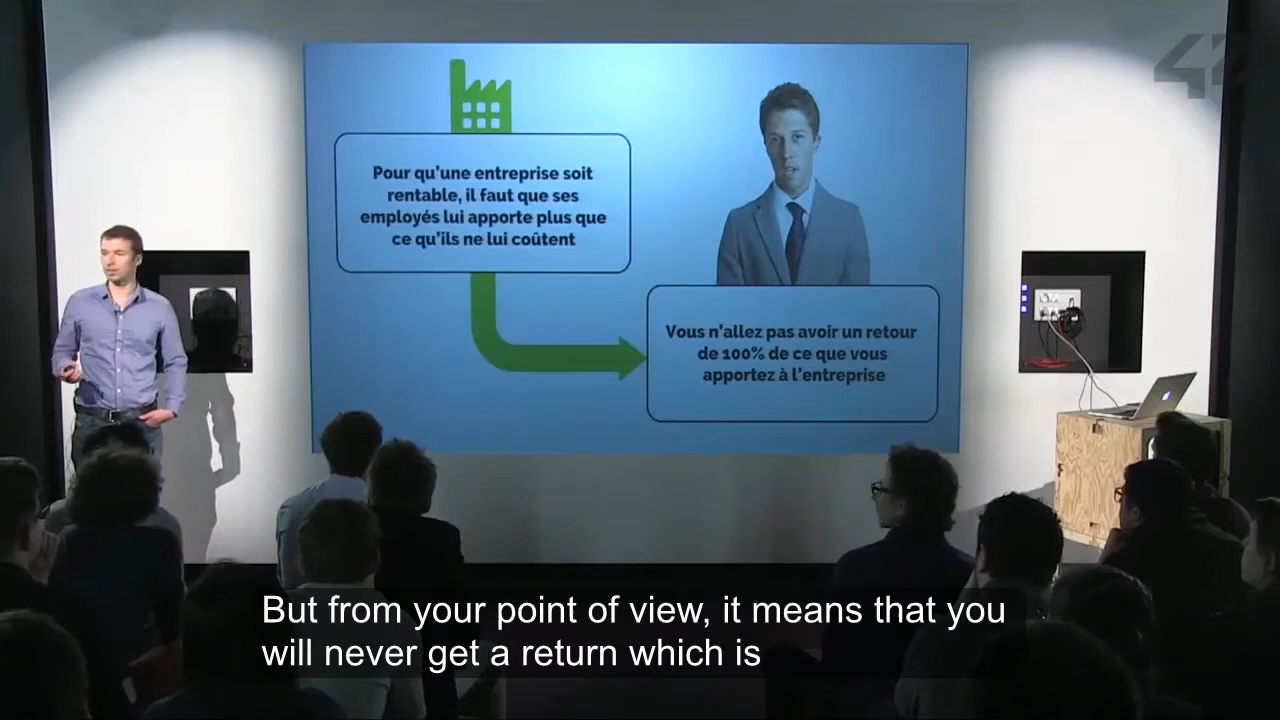 42
Pour qu'une entreprise soit
rentable, il faut que ses
employés lui apporte plus que
ce qu'ils ne lui coûtent
Vous n'allez pas avoir un retour
de 100% de ce que vous
apportez à l'entreprise
But from your point of view, it means that you
will never get a return which is